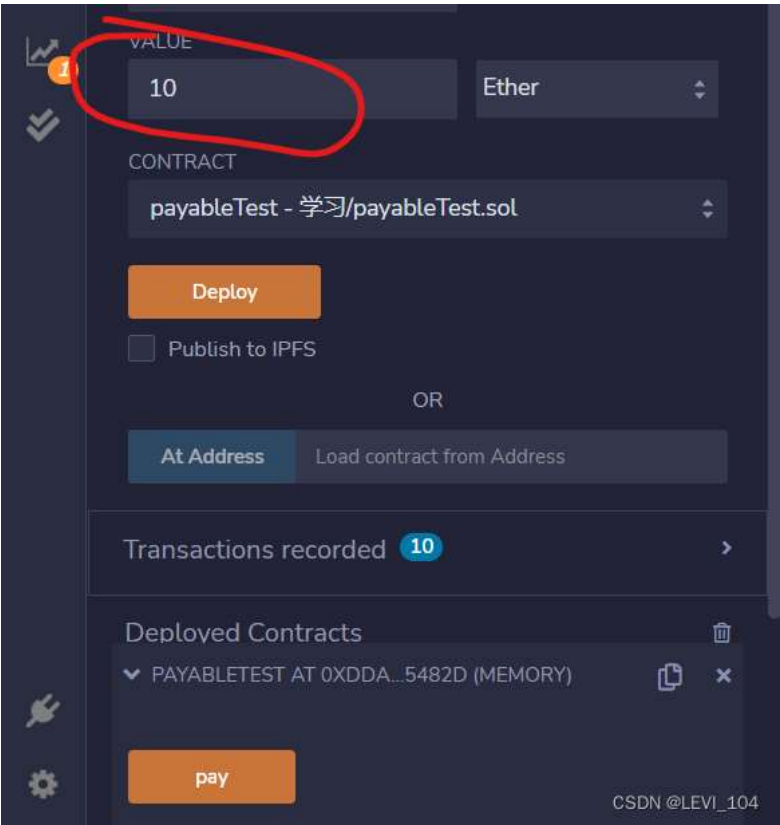 VALUE
1
10
Ether
CONTRACT
payableTest - 学习/payableTest.sol
Deploy
Publish to IPFS
OR
At Address
Load contract from Address
Transactions recorded 10
Deployed Contracts
PAYABLETEST AT 0XDDA...5482D (MEMORY)
pay
CSDN @LEVI_104